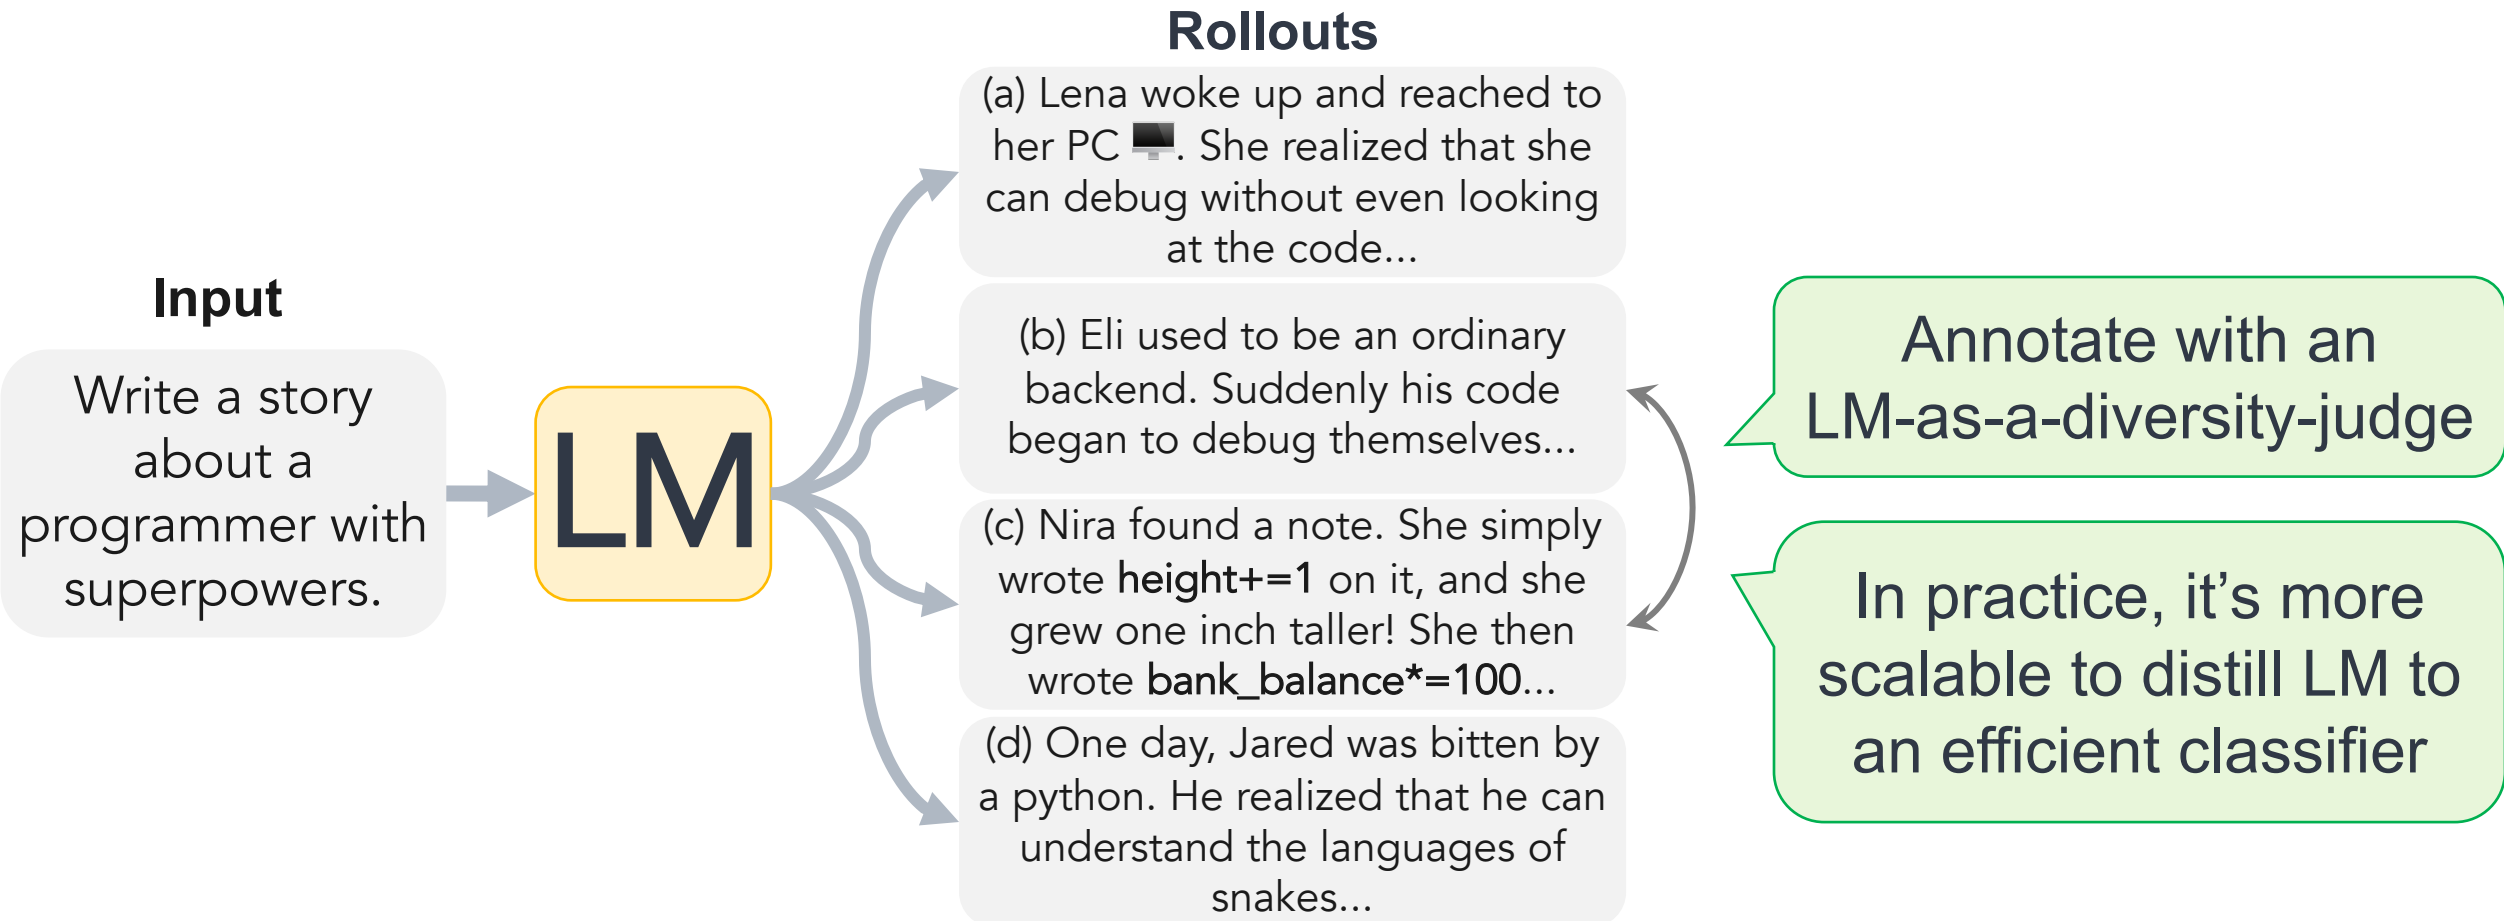 Rollouts
(a) Lena woke up and reached to
her PC 🖥️. She realized that she
can debug without even looking
at the code...
Input
Write a story
about a
programmer with
superpowers.
LM
(b) Eli used to be an ordinary
backend. Suddenly his code
began to debug themselves...
(c) Nira found a note. She simply
wrote height+=1 on it, and she
grew one inch taller! She then
wrote bank_balance*=100...
(d) One day, Jared was bitten by
a python. He realized that he can
understand the languages of
snakes...
Annotate with an
LM-as-a-diversity-judge
In practice, it’s more
scalable to distill LM to
an efficient classifier